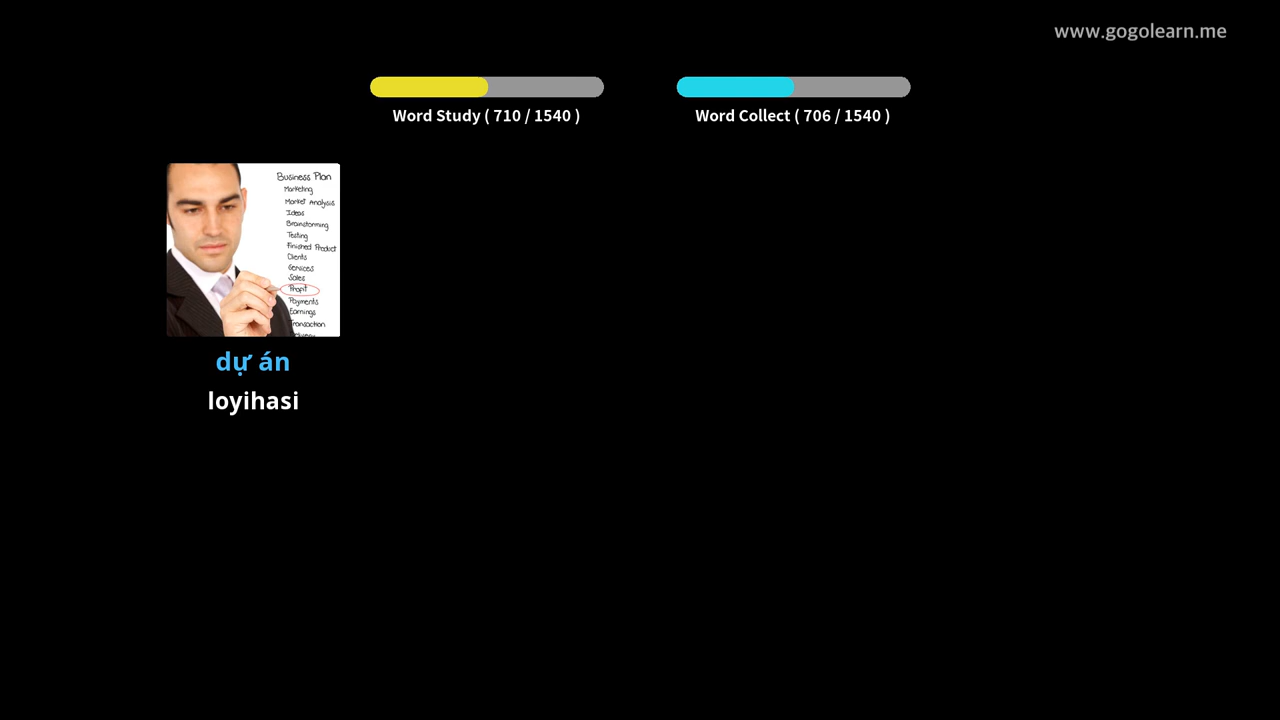 www.gogolearn.me
Word Study ( 710 / 1540 )
Word Collect ( 706 / 1540 )
Business Plan
Marketing
Market Analysis
Ideas
Brainstorming
Testing
Finished Product
Clients
Services
Sales
Profit
Payments
Earnings
Transaction
dự án
loyihasi